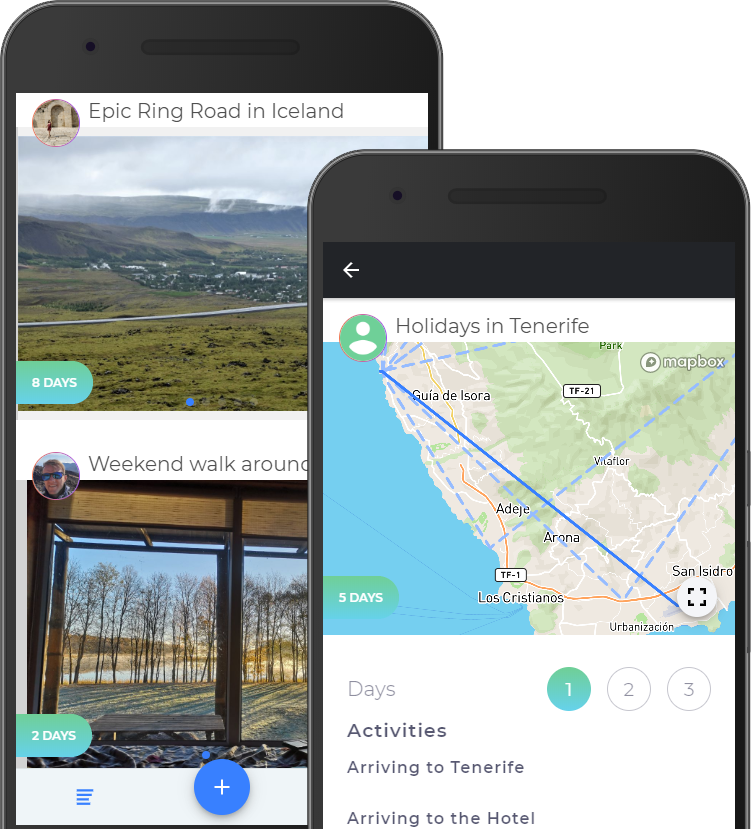 Epic Ring Road in Iceland
8 DAYS
Weekend walk around
2 DAYS
+
Holidays in Tenerife
Park
mapbox
Guía de Isora
TF-21
Vilaflor
Adeje
Arona
TF-1
San Isidro
Los Cristianos
5 DAYS
Urbanización
Days
1 2 3
Activities
Arriving to Tenerife
Arriving to the Hotel